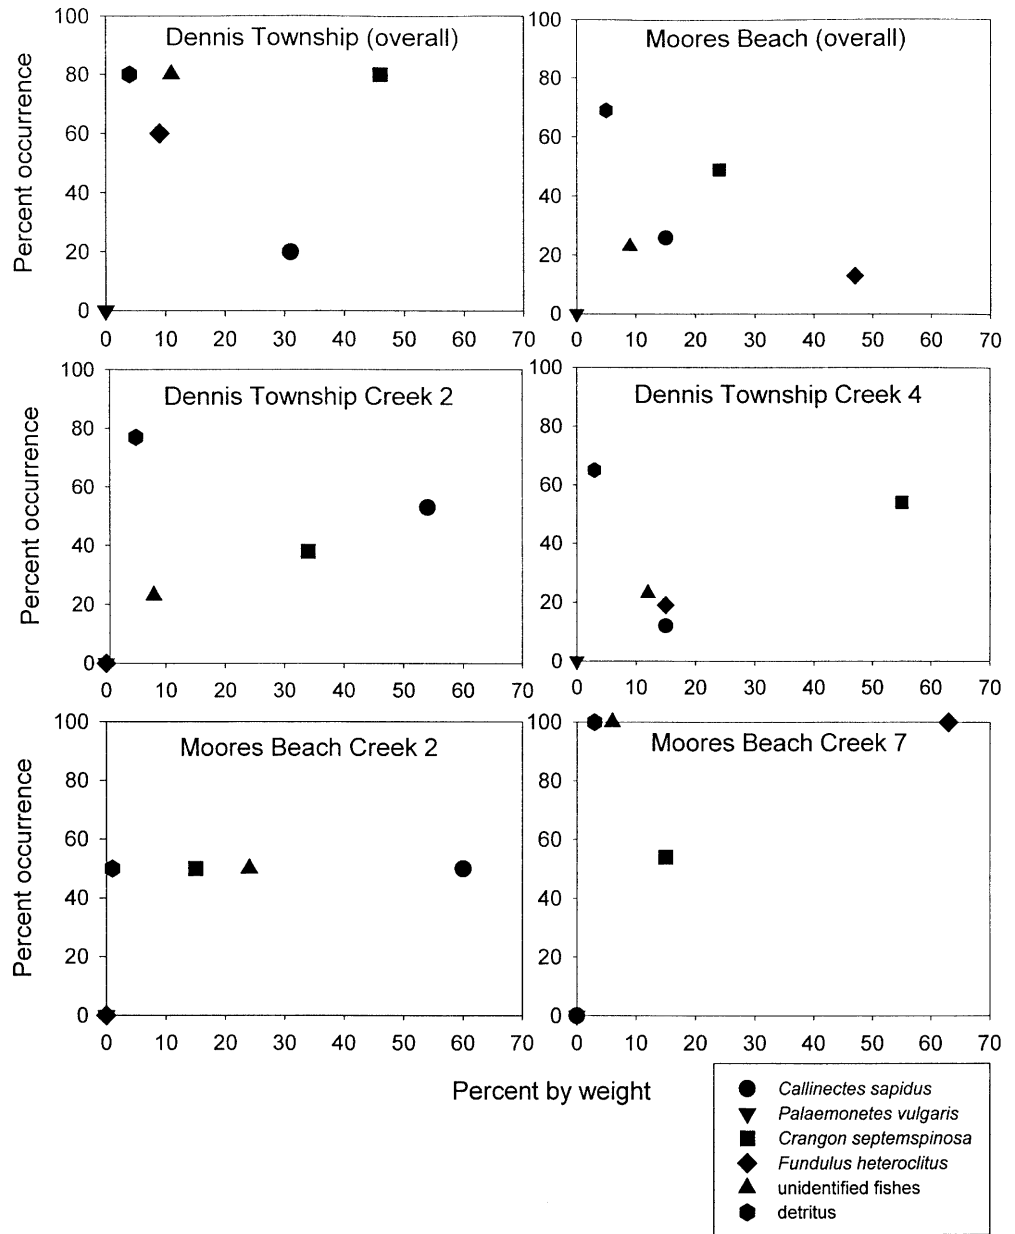 Dennis Township (overall)
Moores Beach (overall)
Percent occurrence
100
80
60
40
20
0
0 10 20 30 40 50 60 70
100
80
60
40
20
0
0 10 20 30 40 50 60 70
Dennis Township Creek 2
Dennis Township Creek 4
Percent occurrence
100
80
60
40
20
0
0 10 20 30 40 50 60 70
100
80
60
40
20
0
0 10 20 30 40 50 60 70
Moores Beach Creek 2
Moores Beach Creek 7
Percent occurrence
100
80
60
40
20
0
0 10 20 30 40 50 60 70
100
80
60
40
20
0
0 10 20 30 40 50 60 70
Percent by weight
Callinectes sapidus
Palaemonetes vulgaris
Crangon septemspinosa
Fundulus heteroclitus
unidentified fishes
detritus